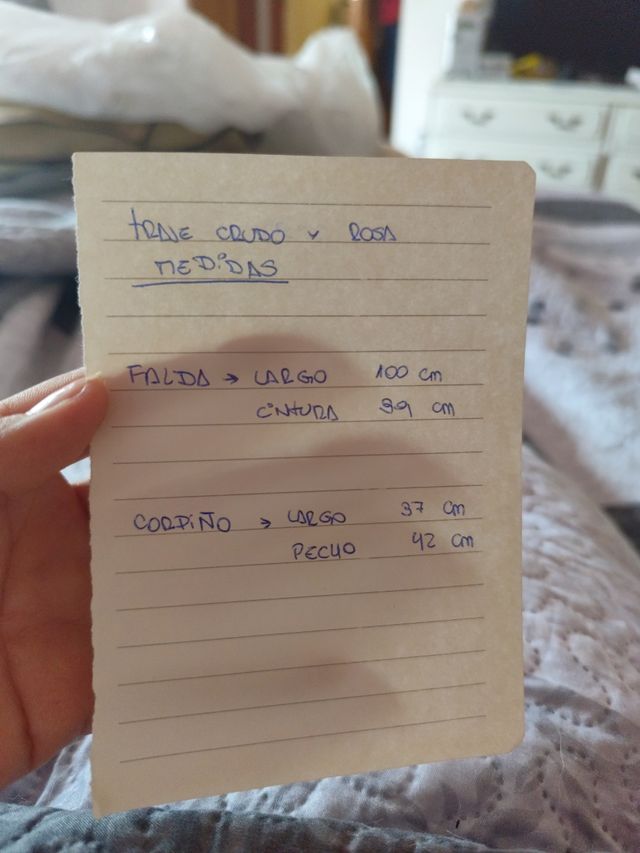 TRAJE CRUDO Y ROSA
MEDIDAS
FALDA → LARGO 100 cm
CINTURA 39 cm
CORPIÑO → LARGO 37 cm
PECHO 42 cm